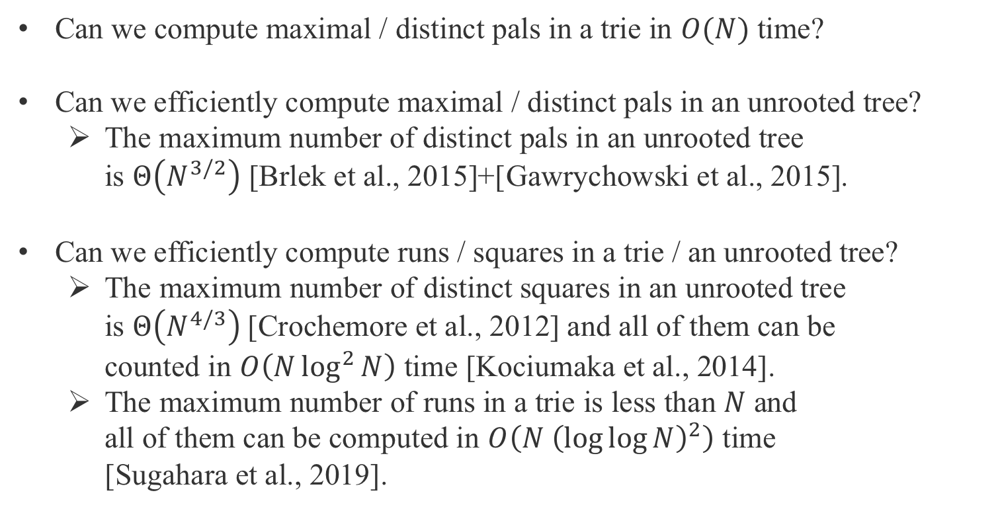 • Can we compute maximal / distinct pals in a trie in O(N) time?
• Can we efficiently compute maximal / distinct pals in an unrooted tree?
➢ The maximum number of distinct pals in an unrooted tree
is Θ(N^{3/2}) [Brlek et al., 2015]+[Gawrychowski et al., 2015].
• Can we efficiently compute runs / squares in a trie / an unrooted tree?
➢ The maximum number of distinct squares in an unrooted tree
is Θ(N^{4/3}) [Crochemore et al., 2012] and all of them can be
counted in O(N log² N) time [Kociumaka et al., 2014].
➢ The maximum number of runs in a trie is less than N and
all of them can be computed in O(N (log log N)²) time
[Sugahara et al., 2019].